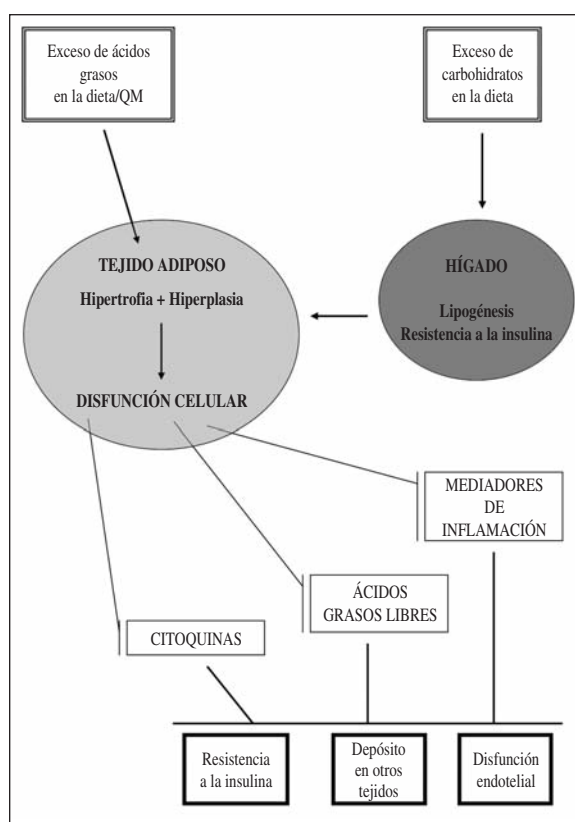 Exceso de ácidos
grasos
en la dieta/QM
Exceso de
carbohidratos
en la dieta
TEJIDO ADIPOSO
Hipertrofia + Hiperplasia
DISFUNCIÓN CELULAR
HÍGADO
Lipogénesis
Resistencia a la insulina
MEDIADORES
DE
INFLAMACIÓN
ÁCIDOS
GRASOS LIBRES
CITOQUINAS
Resistencia
a la insulina
Depósito
en otros
tejidos
Disfunción
endotelial